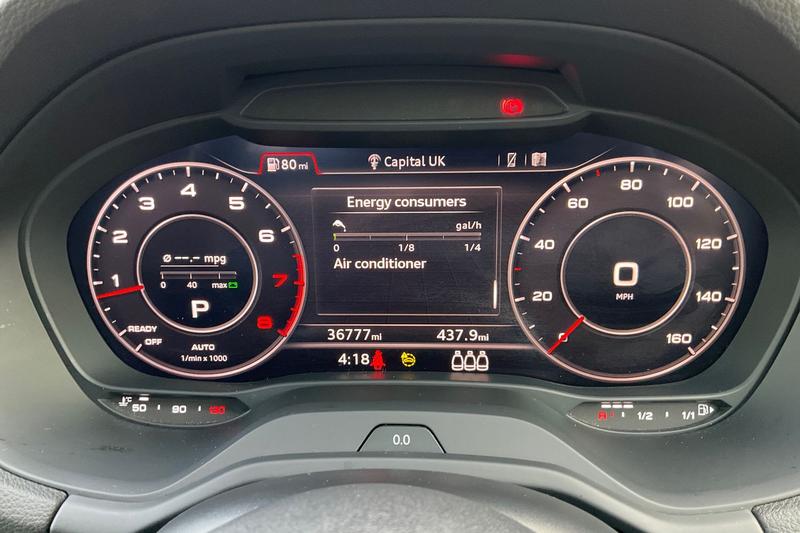 80 mi
Capital UK
Energy consumers
gal/h
0 1/8 1/4
Air conditioner
1 2 3 4 5 6 7 8
Ø --.- mpg
0 40 max
P
READY
OFF
AUTO
1/min x 1000
0 20 40 60 80 100 120 140 160
0
MPH
36777mi 437.9mi
4:18
°C
50 90 130
R 1/2 1/1
0.0